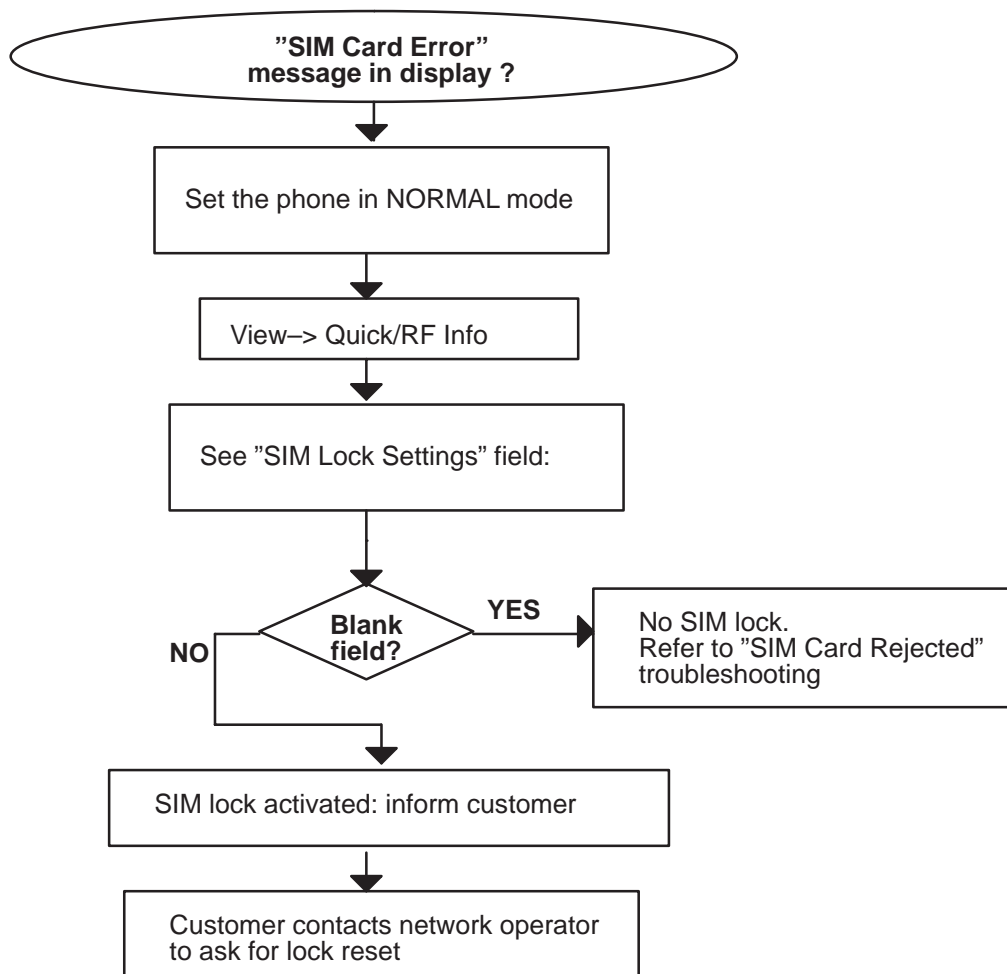 ”SIM Card Error”
message in display ?
Set the phone in NORMAL mode
View–> Quick/RF Info
See ”SIM Lock Settings” field:
Blank
field?
YES
NO
No SIM lock.
Refer to ”SIM Card Rejected”
troubleshooting
SIM lock activated: inform customer
Customer contacts network operator
to ask for lock reset